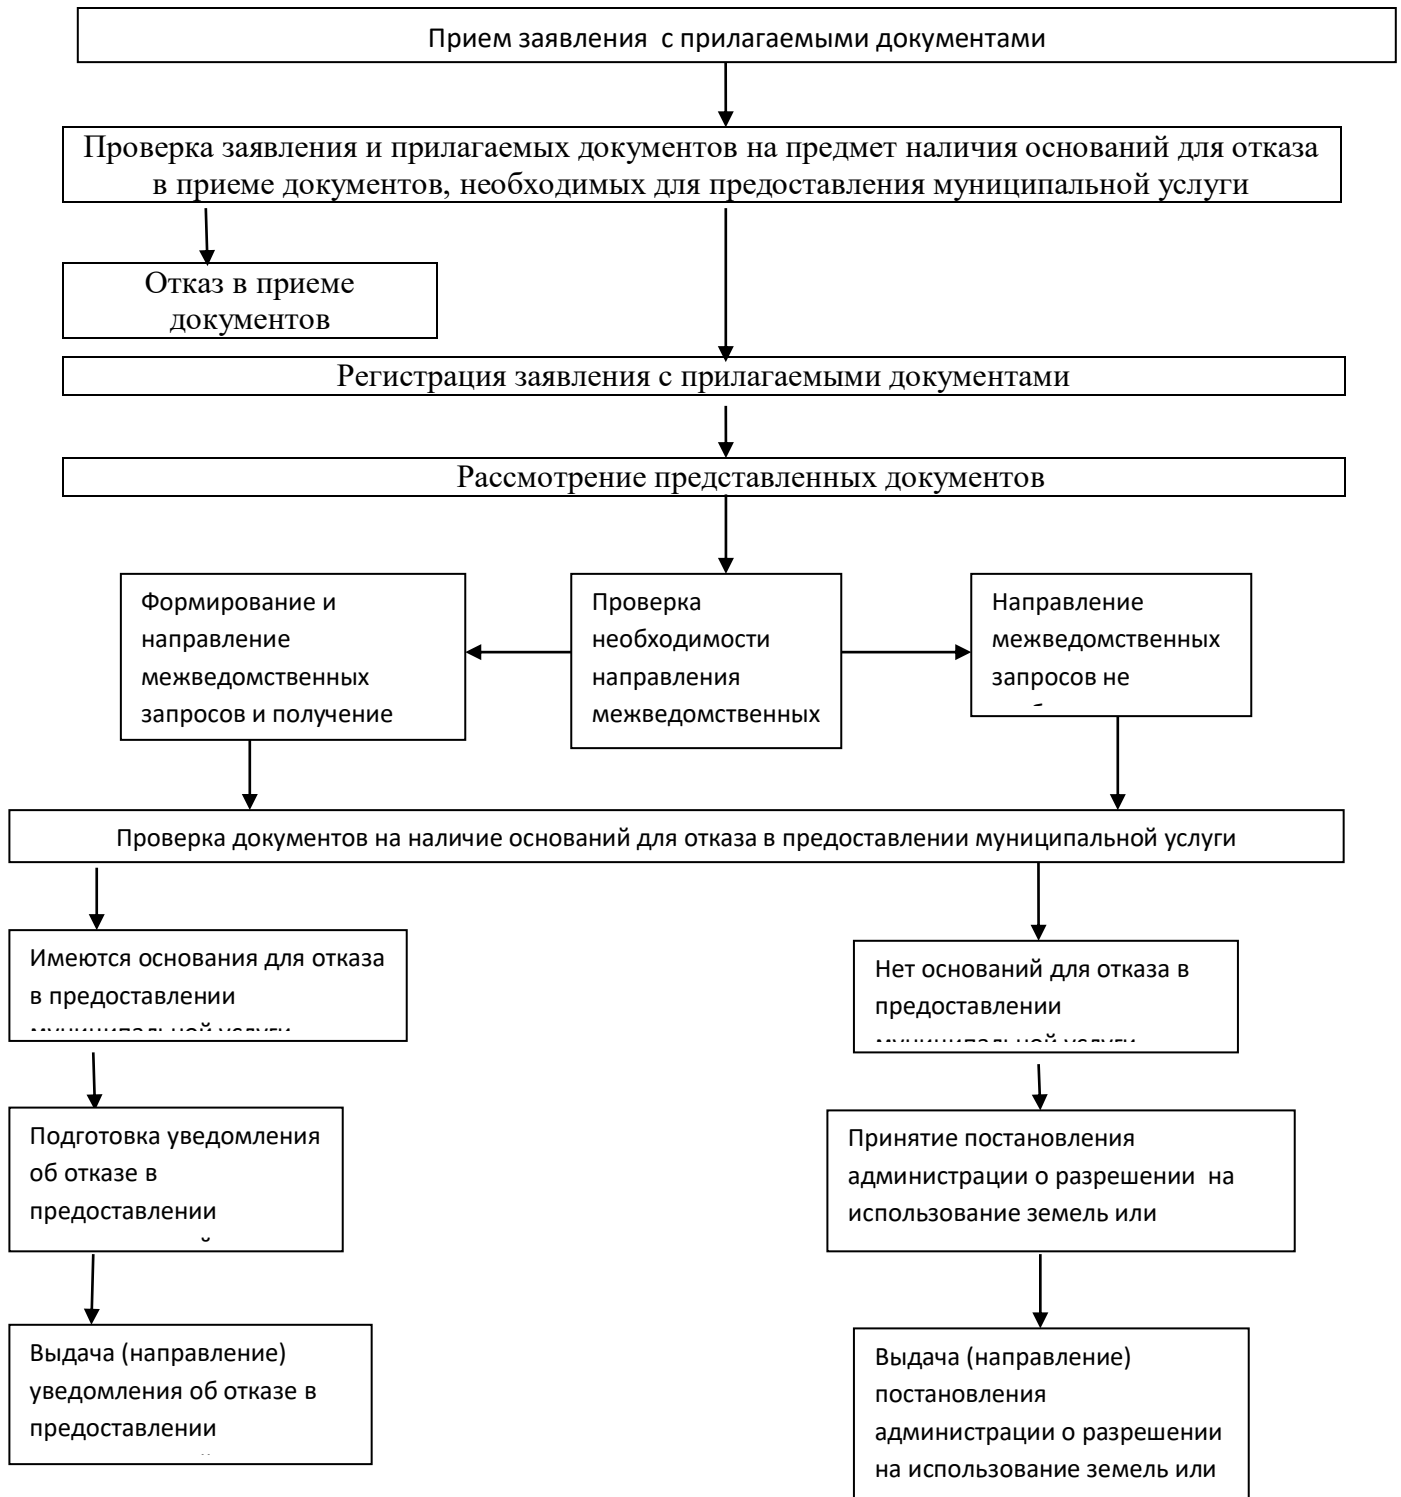 Прием заявления  с прилагаемыми документами
Проверка заявления и прилагаемых документов на предмет наличия оснований для отказа
в приеме документов, необходимых для предоставления муниципальной услуги
Отказ в приеме
документов
Регистрация заявления с прилагаемыми документами
Рассмотрение представленных документов
Формирование и
направление
межведомственных
запросов и получение
Проверка
необходимости
направления
межведомственных
Направление
межведомственных
запросов не
Проверка документов на наличие оснований для отказа в предоставлении муниципальной услуги
Имеются основания для отказа
в предоставлении
муниципальной услуги
Нет оснований для отказа в
предоставлении
муниципальной услуги
Подготовка уведомления
об отказе в
предоставлении
Принятие постановления
администрации о разрешении  на
использование земель или
Выдача (направление)
уведомления об отказе в
предоставлении
Выдача (направление)
постановления
администрации о разрешении
на использование земель или